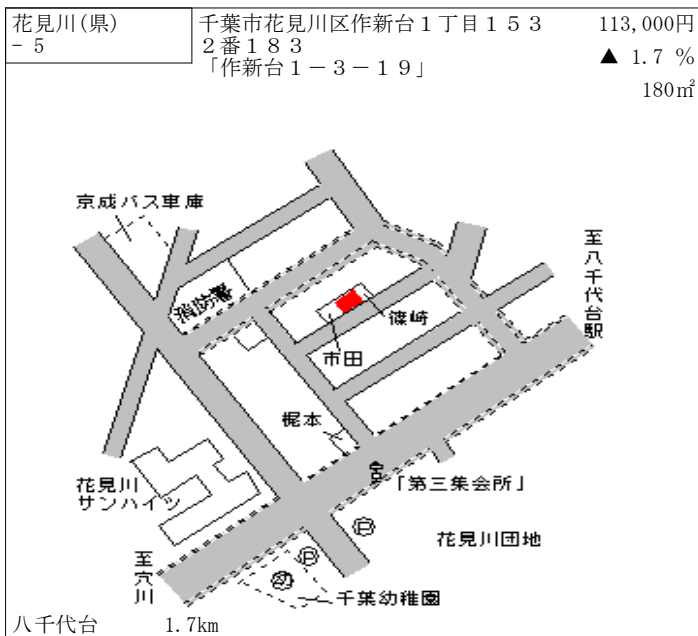 花見川(県)
- 5
千葉市花見川区作新台１丁目１５３
２番１８３
「作新台１－３－１９」
113,000円
▲ 1.7 %
180㎡
京成バス車庫
消防署
至八千代台駅
篠崎
市田
梶本
花見川
サンハイツ
「第三集会所」
花見川団地
P
P
幼
至穴川
千葉幼稚園
八千代台 1.7km